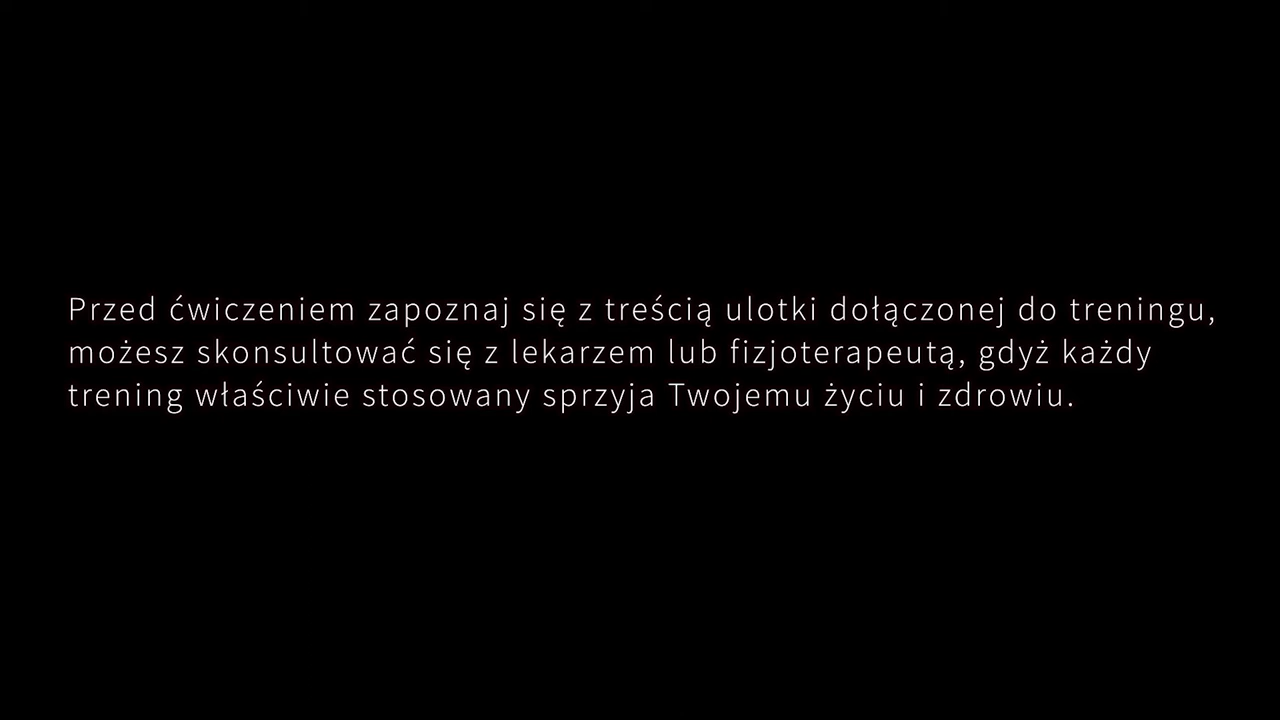 Przed ćwiczeniem zapoznaj się z treścią ulotki dołączonej do treningu,
możesz skonsultować się z lekarzem lub fizjoterapeutą, gdyż każdy
trening właściwie stosowany sprzyja Twojemu życiu i zdrowiu.